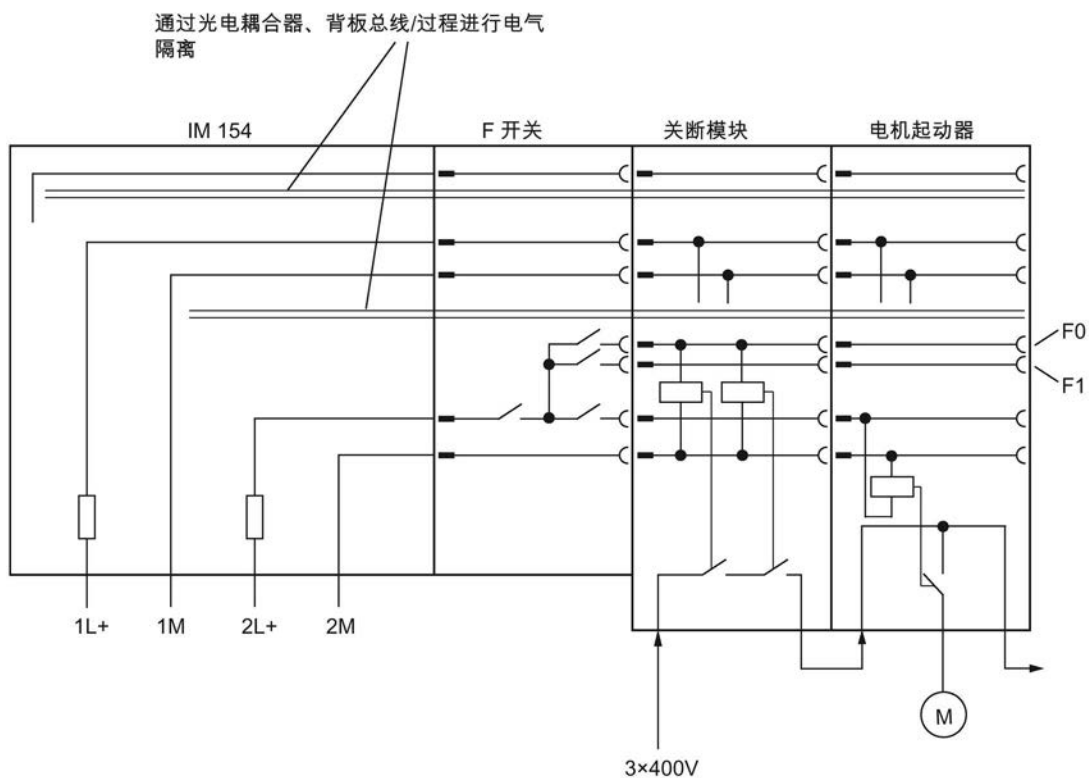 通过光电耦合器、背板总线/过程进行电气
隔离
IM 154
F 开关
关断模块
电机起动器
F0
F1
1L+
1M
2L+
2M
M
3×400V